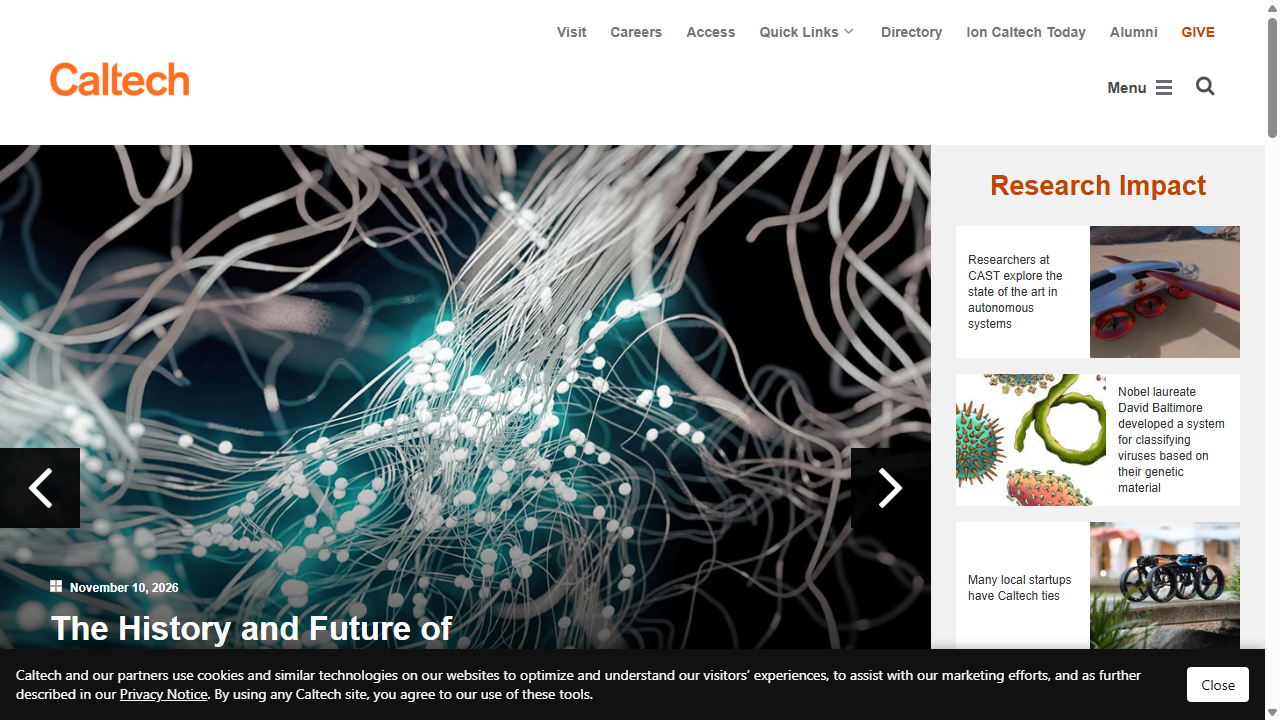 Visit Careers Access Quick Links Directory Ion Caltech Today Alumni GIVE
Caltech
Menu
Research Impact
Researchers at
CAST explore the
state of the art in
autonomous
systems
Nobel laureate
David Baltimore
developed a system
for classifying
viruses based on
their genetic
material
Many local startups
have Caltech ties
November 10, 2026
The History and Future of
Caltech and our partners use cookies and similar technologies on our websites to optimize and understand our visitors’ experiences, to assist with our marketing efforts, and as further
described in our Privacy Notice. By using any Caltech site, you agree to our use of these tools.
Close